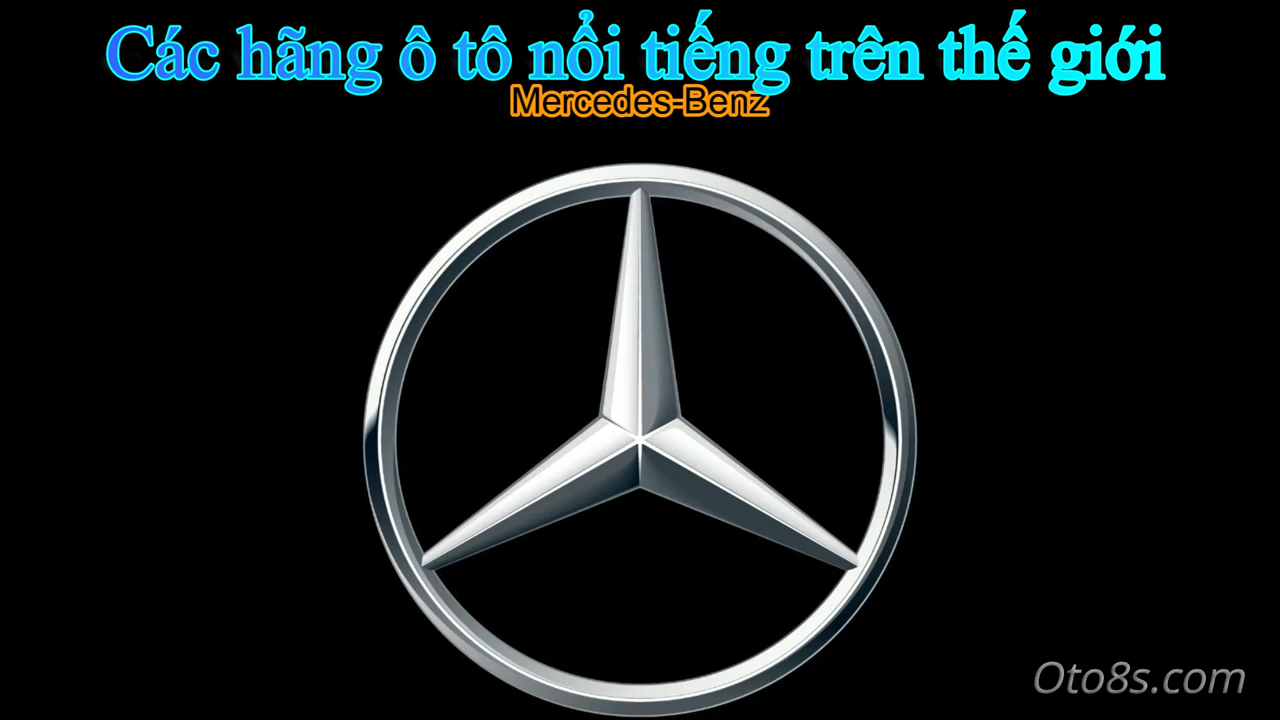 Các hãng ô tô nổi tiếng trên thế giới
Mercedes-Benz
Oto8s.com